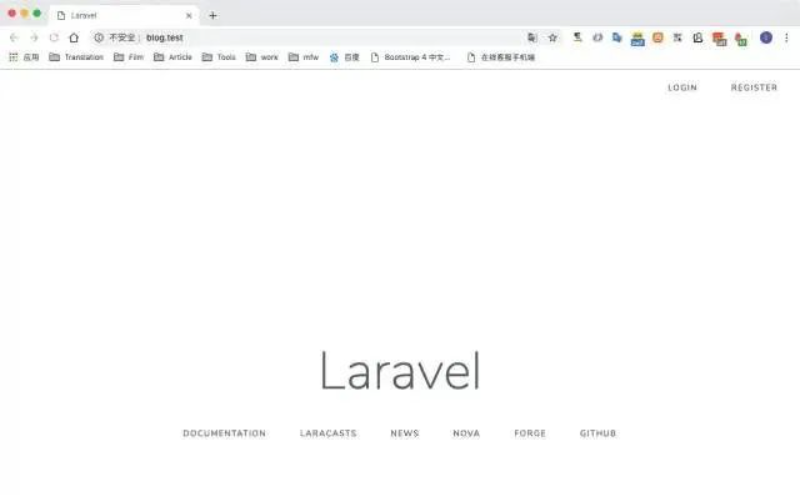 Laravel
不安全 | blog.test
应用 Translation Film Article Tools work mfw 百度 Bootstrap 4 中文... 在线客服手机端
LOGIN REGISTER
Laravel
DOCUMENTATION LARACASTS NEWS NOVA FORGE GITHUB